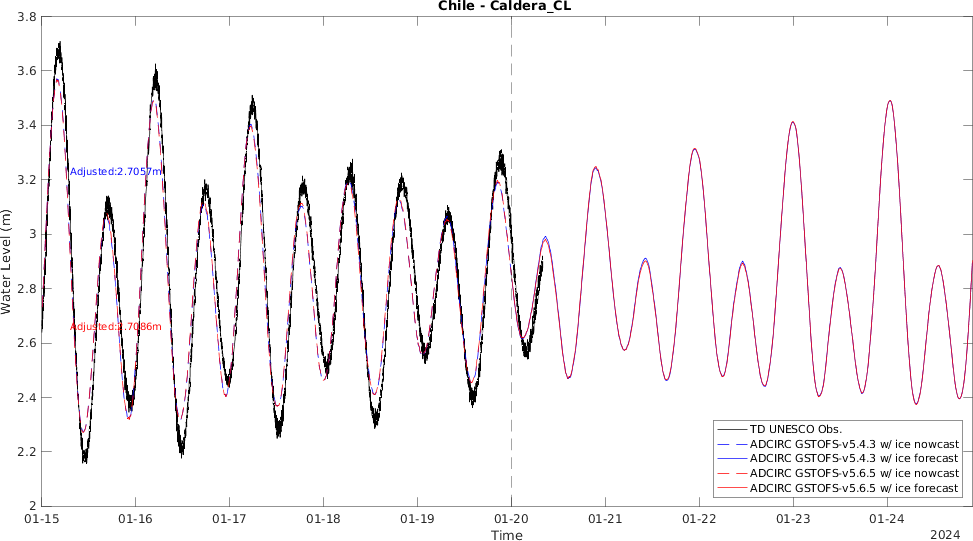 Chile - Caldera_CL
3.8
3.6
3.4
3.2
3
2.8
2.6
2.4
2.2
2
Water Level (m)
Adjusted:2.7057m
Adjusted:2.7086m
TD UNESCO Obs.
ADCIRC GSTOFS-v5.4.3 w/ ice nowcast
ADCIRC GSTOFS-v5.4.3 w/ ice forecast
ADCIRC GSTOFS-v5.6.5 w/ ice nowcast
ADCIRC GSTOFS-v5.6.5 w/ ice forecast
01-15 01-16 01-17 01-18 01-19 01-20 01-21 01-22 01-23 01-24
Time
2024